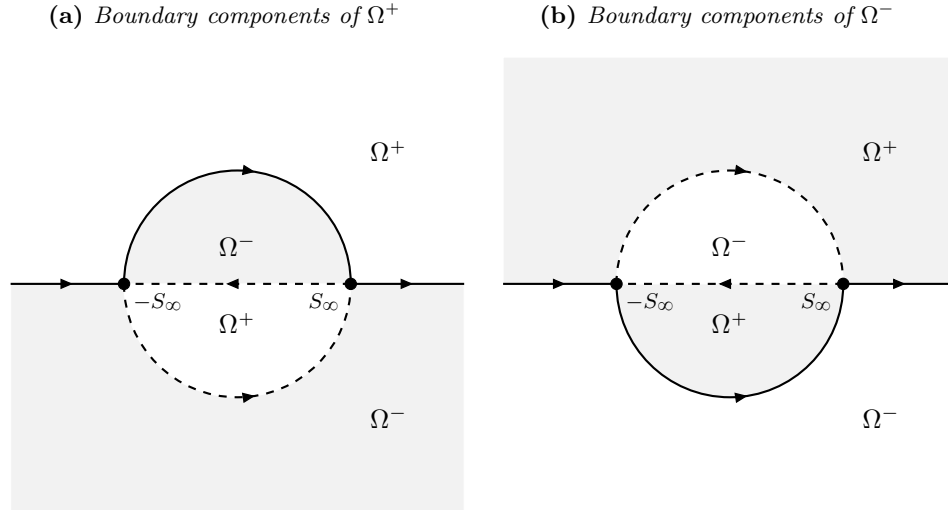 (a) Boundary components of Ω⁺
Ω⁺
Ω⁻
−S∞
S∞
Ω⁺
Ω⁻
(b) Boundary components of Ω⁻
Ω⁺
Ω⁻
−S∞
S∞
Ω⁺
Ω⁻